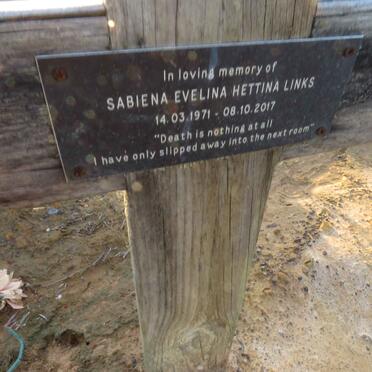 In loving memory of
SABIENA EVELINA HETTINA LINKS
14.03.1971 - 08.10.2017
"Death is nothing at all
I have only slipped away into the next room"